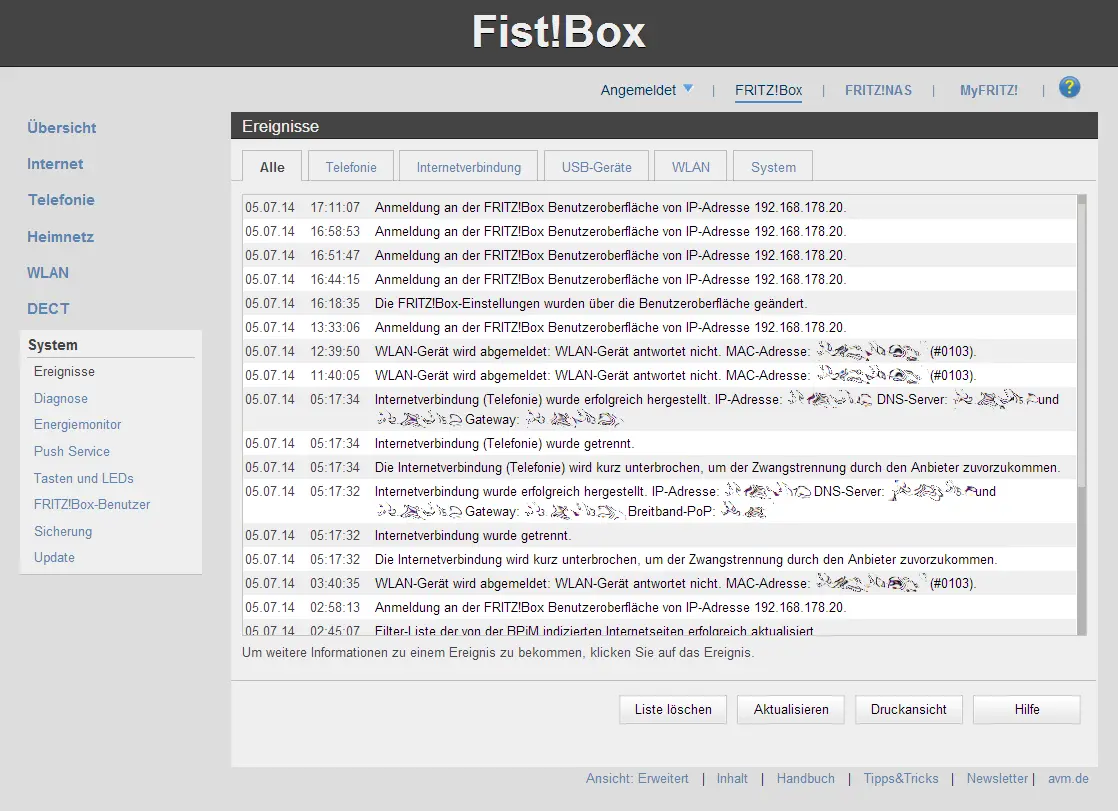 Fist!Box
Angemeldet | FRITZ!Box | FRITZ!NAS | MyFRITZ! | ?
Übersicht
Internet
Telefonie
Heimnetz
WLAN
DECT
System
Ereignisse
Diagnose
Energiemonitor
Push Service
Tasten und LEDs
FRITZ!Box-Benutzer
Sicherung
Update
Ereignisse
Alle Telefonie Internetverbindung USB-Geräte WLAN System
05.07.14 17:11:07 Anmeldung an der FRITZ!Box Benutzeroberfläche von IP-Adresse 192.168.178.20.
05.07.14 16:58:53 Anmeldung an der FRITZ!Box Benutzeroberfläche von IP-Adresse 192.168.178.20.
05.07.14 16:51:47 Anmeldung an der FRITZ!Box Benutzeroberfläche von IP-Adresse 192.168.178.20.
05.07.14 16:44:15 Anmeldung an der FRITZ!Box Benutzeroberfläche von IP-Adresse 192.168.178.20.
05.07.14 16:18:35 Die FRITZ!Box-Einstellungen wurden über die Benutzeroberfläche geändert.
05.07.14 13:33:06 Anmeldung an der FRITZ!Box Benutzeroberfläche von IP-Adresse 192.168.178.20.
05.07.14 12:39:50 WLAN-Gerät wird abgemeldet: WLAN-Gerät antwortet nicht. MAC-Adresse: (#0103).
05.07.14 11:40:05 WLAN-Gerät wird abgemeldet: WLAN-Gerät antwortet nicht. MAC-Adresse: (#0103).
05.07.14 05:17:34 Internetverbindung (Telefonie) wurde erfolgreich hergestellt. IP-Adresse: DNS-Server: und
Gateway:
05.07.14 05:17:34 Internetverbindung (Telefonie) wurde getrennt.
05.07.14 05:17:34 Die Internetverbindung (Telefonie) wird kurz unterbrochen, um der Zwangstrennung durch den Anbieter zuvorzukommen.
05.07.14 05:17:32 Internetverbindung wurde erfolgreich hergestellt. IP-Adresse: DNS-Server: und
Gateway: Breitband-PoP:
05.07.14 05:17:32 Internetverbindung wurde getrennt.
05.07.14 05:17:32 Die Internetverbindung wird kurz unterbrochen, um der Zwangstrennung durch den Anbieter zuvorzukommen.
05.07.14 03:40:35 WLAN-Gerät wird abgemeldet: WLAN-Gerät antwortet nicht. MAC-Adresse: (#0103).
05.07.14 02:58:13 Anmeldung an der FRITZ!Box Benutzeroberfläche von IP-Adresse 192.168.178.20.
05.07.14 02:45:07 Filter-Liste der von der BPjM indizierten Internetseiten erfolgreich aktualisiert
Um weitere Informationen zu einem Ereignis zu bekommen, klicken Sie auf das Ereignis.
Liste löschen Aktualisieren Druckansicht Hilfe
Ansicht: Erweitert | Inhalt | Handbuch | Tipps&Tricks | Newsletter | avm.de